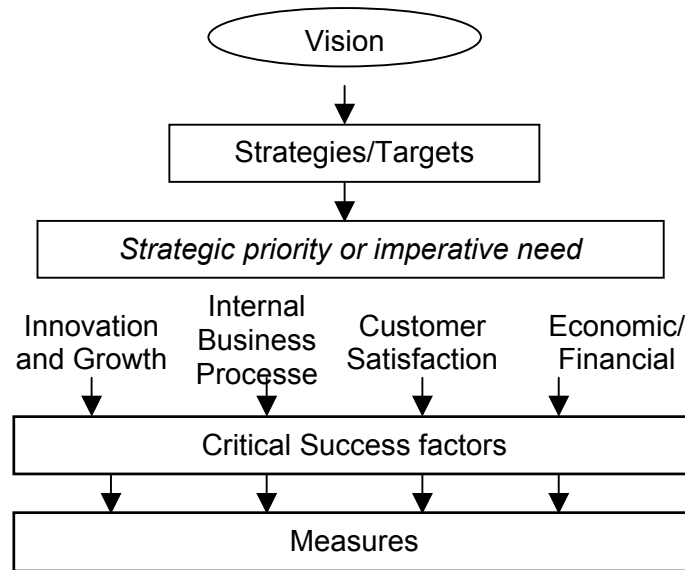 Vision
Strategies/Targets
Strategic priority or imperative need
Innovation
and Growth
Internal
Business
Processe
Customer
Satisfaction
Economic/
Financial
Critical Success factors
Measures